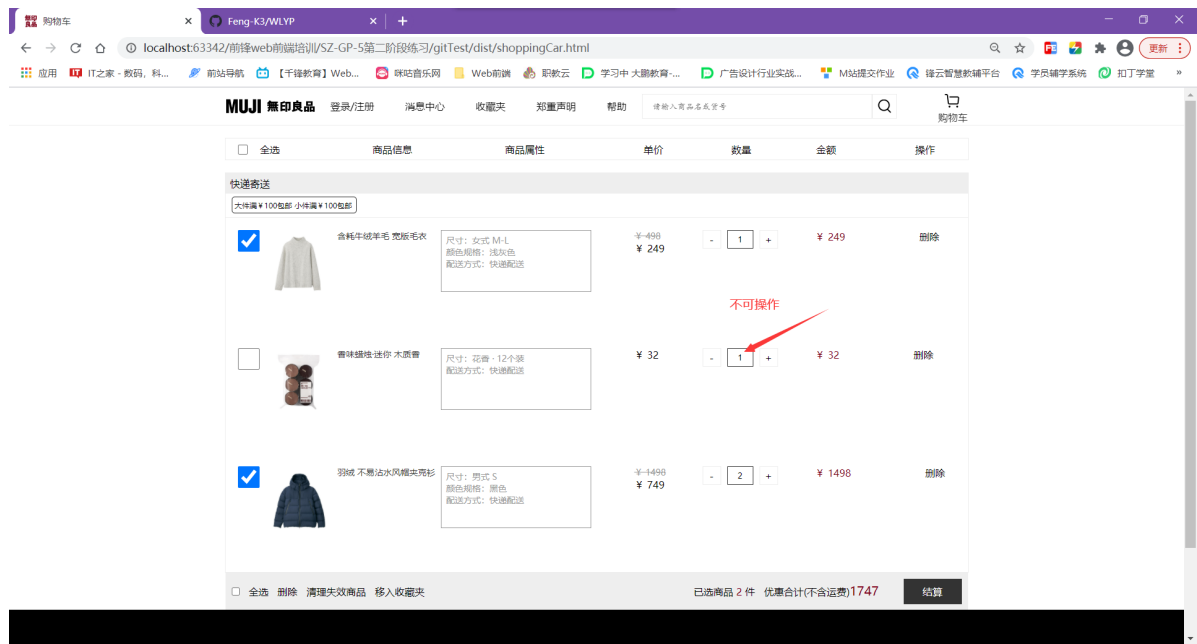 無印良品 购物车
Feng-K3/WLYP
localhost:63342/前锋web前端培训/SZ-GP-5第二阶段练习/gitTest/dist/shoppingCar.html
更新
应用 IT之家 - 数码，科... 前站导航 【千锋教育】Web... 咪咕音乐网 Web前端 职教云 学习中 大鹏教育-... 广告设计行业实战... M站提交作业 锋云智慧教辅平台 学员辅学系统 扣丁学堂 »
MUJI 無印良品 登录/注册 消息中心 收藏夹 郑重声明 帮助 请输入商品名或货号
购物车
全选 商品信息 商品属性 单价 数量 金额 操作
快递寄送
大件满￥100包邮 小件满￥100包邮
含牦牛绒羊毛 宽版毛衣 尺寸：女式 M-L ￥498 - 1 + ￥ 249 删除
颜色规格：浅灰色 ￥ 249
配送方式：快递配送
不可操作
香味蜡烛·迷你 木质香 尺寸：花香 · 12个装 ￥ 32 - 1 + ￥ 32 删除
配送方式：快递配送
羽绒 不易沾水风帽夹克衫 尺寸：男式 S ￥1498 - 2 + ￥ 1498 删除
颜色规格：黑色 ￥ 749
配送方式：快递配送
全选 删除 清理失效商品 移入收藏夹 已选商品 2 件 优惠合计(不含运费)1747 结算